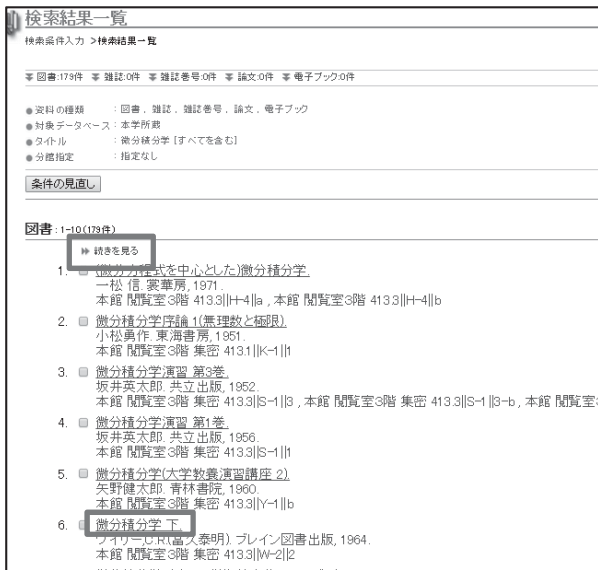 検索結果一覧
検索条件入力 >検索結果一覧
図書:179件 雑誌:0件 雑誌巻号:0件 論文:0件 電子ブック:0件
●資料の種類 : 図書, 雑誌, 雑誌巻号, 論文, 電子ブック
●対象データベース : 本学所蔵
●タイトル : 微分積分学 [すべてを含む]
●分館指定 : 指定なし
条件の見直し
図書 : 1-10(179件)
続きを見る
1. (微分方程式を中心とした)微分積分学.
一松 信. 裳華房, 1971.
本館 閲覧室3階 413.3||H-4||a , 本館 閲覧室3階 413.3||H-4||b
2. 微分積分学序論 1(無理数と極限).
小松勇作. 東海書房, 1951.
本館 閲覧室3階 集密 413.1||K-1||1
3. 微分積分学演習 第3巻.
坂井英太郎. 共立出版, 1952.
本館 閲覧室3階 集密 413.3||S-1||3 , 本館 閲覧室3階 集密 413.3||S-1||3-b , 本館 閲覧室
4. 微分積分学演習 第1巻.
坂井英太郎. 共立出版, 1956.
本館 閲覧室3階 集密 413.3||S-1||1
5. 微分積分学(大学教養演習講座 2).
矢野健太郎. 青林書院, 1960.
本館 閲覧室3階 集密 413.3||Y-1||b
6. 微分積分学 下.
ワイリー,C.R.(富久泰明). ブレイン図書出版, 1964.
本館 閲覧室3階 集密 413.3||W-2||2